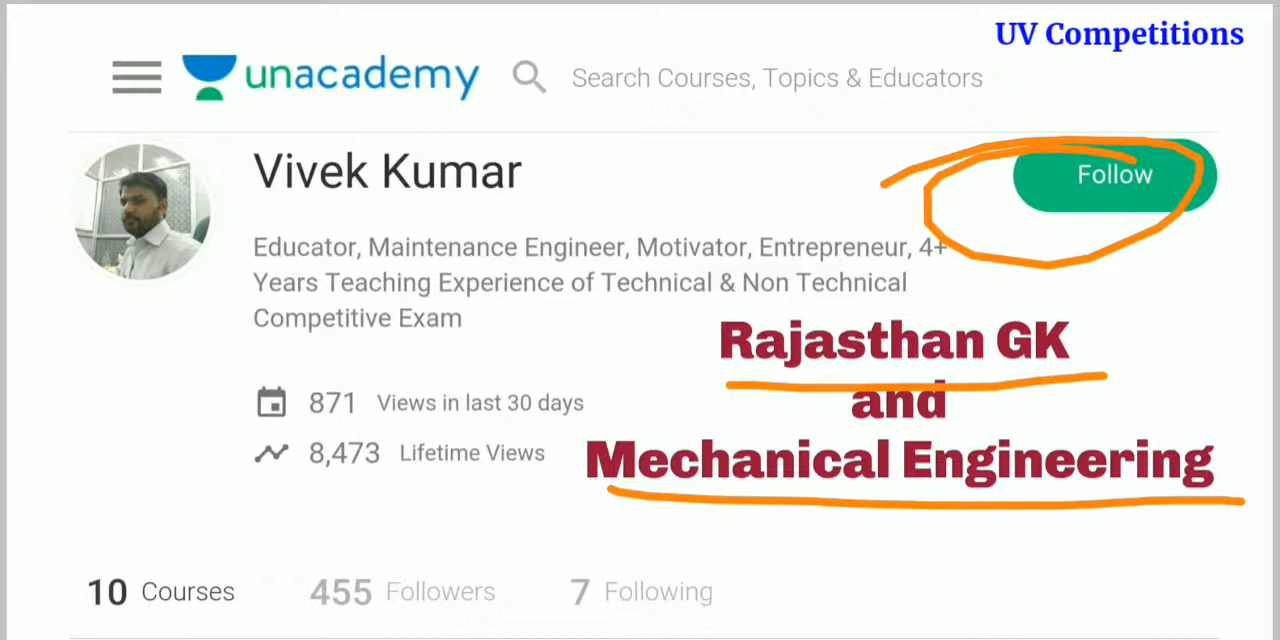 UV Competitions
unacademy
Search Courses, Topics & Educators
Vivek Kumar
Follow
Educator, Maintenance Engineer, Motivator, Entrepreneur, 4+
Years Teaching Experience of Technical & Non Technical
Competitive Exam
Rajasthan GK
and
Mechanical Engineering
871 Views in last 30 days
8,473 Lifetime Views
10 Courses 455 Followers 7 Following